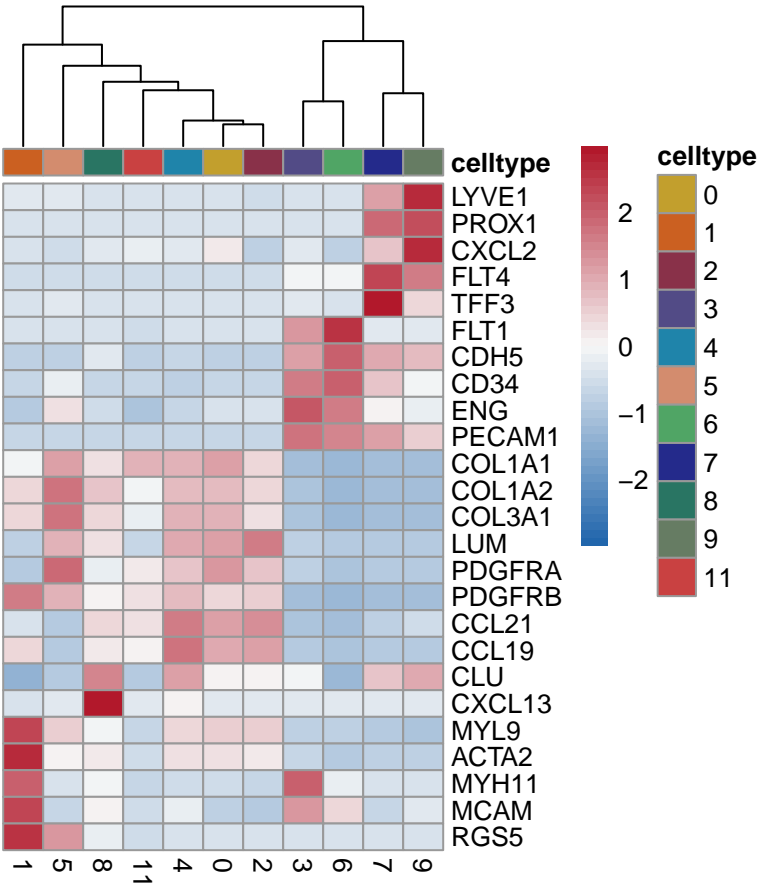 celltype
LYVE1
PROX1
CXCL2
FLT4
TFF3
FLT1
CDH5
CD34
ENG
PECAM1
COL1A1
COL1A2
COL3A1
LUM
PDGFRA
PDGFRB
CCL21
CCL19
CLU
CXCL13
MYL9
ACTA2
MYH11
MCAM
RGS5
1 5 8 11 4 0 2 3 6 7 9
2
1
0
−1
−2
celltype
0
1
2
3
4
5
6
7
8
9
11